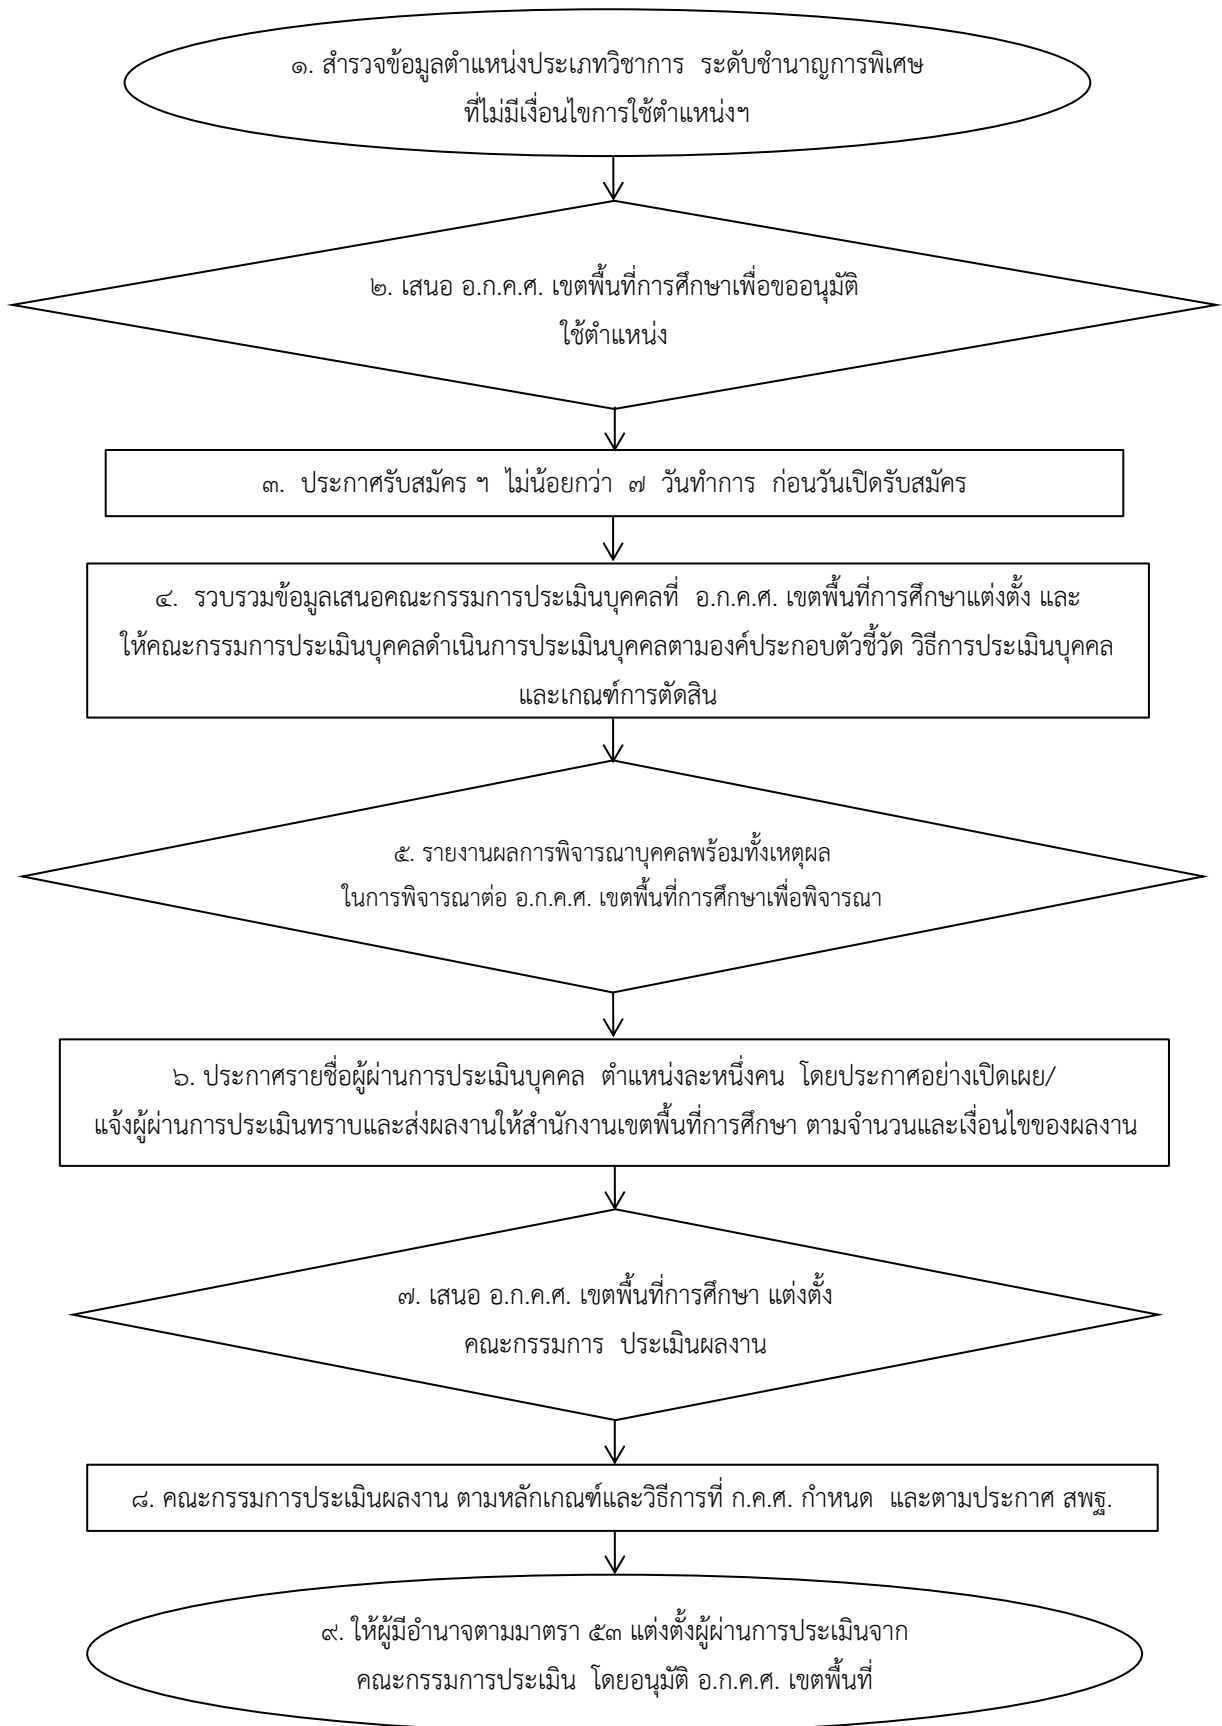 ๑. สำรวจข้อมูลตำแหน่งประเภทวิชาการ  ระดับชำนาญการพิเศษ
ที่ไม่มีเงื่อนไขการใช้ตำแหน่งฯ
๒. เสนอ อ.ก.ค.ศ. เขตพื้นที่การศึกษาเพื่อขออนุมัติ
ใช้ตำแหน่ง
๓.  ประกาศรับสมัคร ฯ  ไม่น้อยกว่า  ๗  วันทำการ  ก่อนวันเปิดรับสมัคร
๔.  รวบรวมข้อมูลเสนอคณะกรรมการประเมินบุคคลที่  อ.ก.ค.ศ. เขตพื้นที่การศึกษาแต่งตั้ง และ
ให้คณะกรรมการประเมินบุคคลดำเนินการประเมินบุคคลตามองค์ประกอบตัวชี้วัด วิธีการประเมินบุคคล
และเกณฑ์การตัดสิน
๕. รายงานผลการพิจารณาบุคคลพร้อมทั้งเหตุผล
ในการพิจารณาต่อ อ.ก.ค.ศ. เขตพื้นที่การศึกษาเพื่อพิจารณา
๖. ประกาศรายชื่อผู้ผ่านการประเมินบุคคล  ตำแหน่งละหนึ่งคน  โดยประกาศอย่างเปิดเผย/
แจ้งผู้ผ่านการประเมินทราบและส่งผลงานให้สำนักงานเขตพื้นที่การศึกษา ตามจำนวนและเงื่อนไขของผลงาน
๗. เสนอ อ.ก.ค.ศ. เขตพื้นที่การศึกษา แต่งตั้ง
คณะกรรมการ  ประเมินผลงาน
๘. คณะกรรมการประเมินผลงาน ตามหลักเกณฑ์และวิธีการที่ ก.ค.ศ. กำหนด  และตามประกาศ สพฐ.
๙. ให้ผู้มีอำนาจตามมาตรา ๕๓ แต่งตั้งผู้ผ่านการประเมินจาก
คณะกรรมการประเมิน  โดยอนุมัติ อ.ก.ค.ศ. เขตพื้นที่